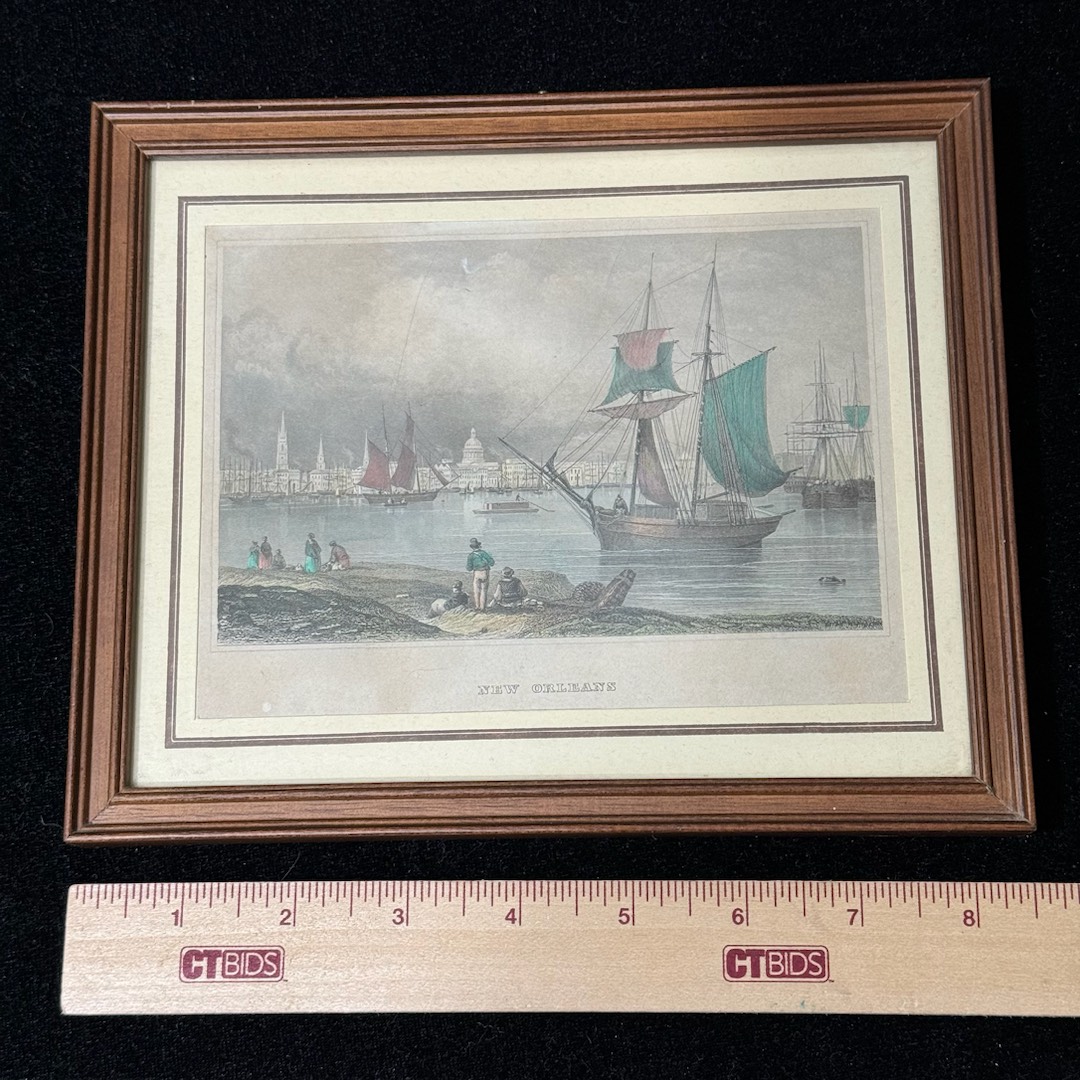 NEW ORLEANS
1 2 3 4 5 6 7 8
CTBIDS CTBIDS